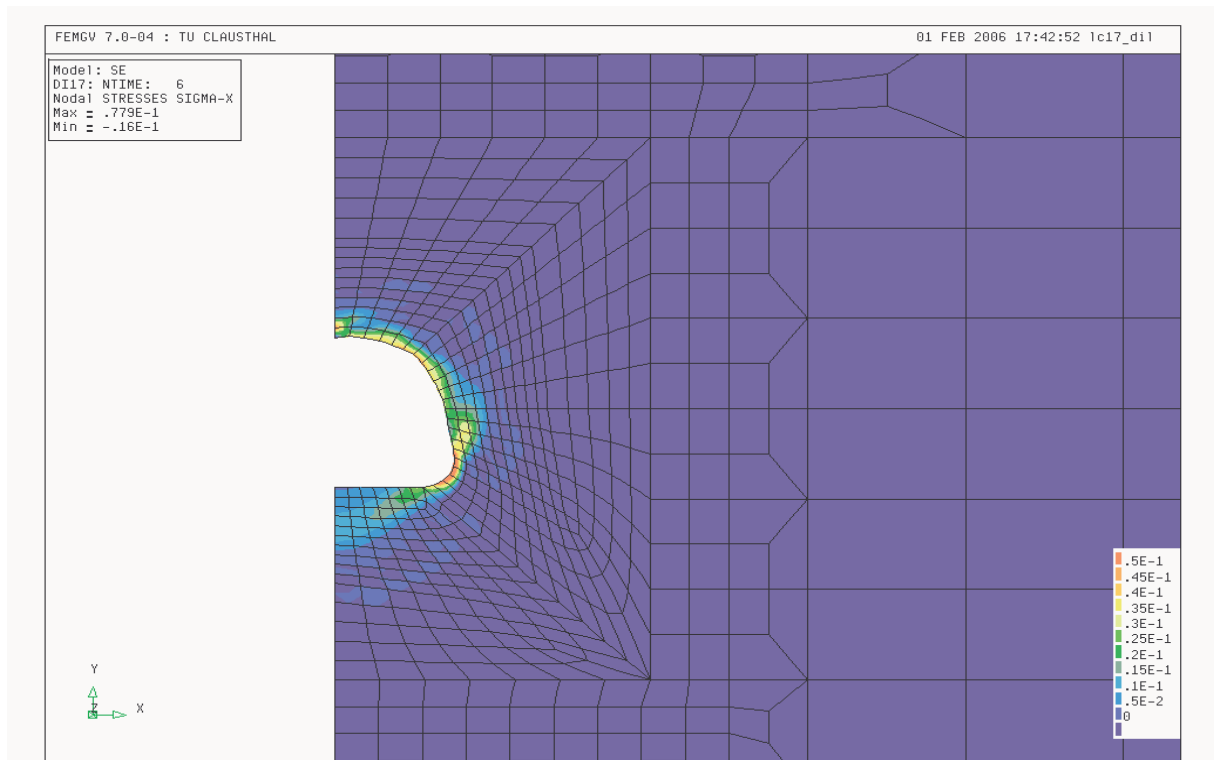 FEMGV 7.0-04 : TU CLAUSTHAL
01 FEB 2006 17:42:52 lc17_dil
Model: SE
DI17: NTIME: 6
Nodal STRESSES SIGMA-X
Max = .779E-1
Min = -.16E-1
.5E-1
.45E-1
.4E-1
.35E-1
.3E-1
.25E-1
.2E-1
.15E-1
.1E-1
.5E-2
0
Y
Z
X